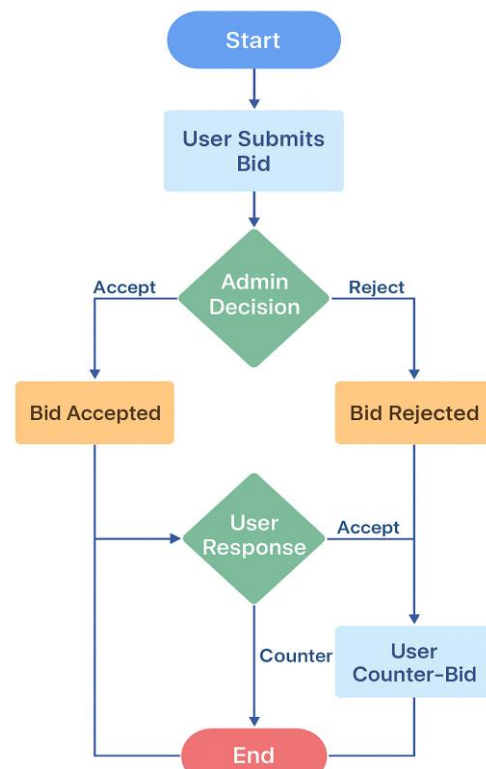 Start
User Submits
Bid
Admin
Decision
Accept
Reject
Bid Accepted
Bid Rejected
User
Response
Accept
Counter
User
Counter-Bid
End